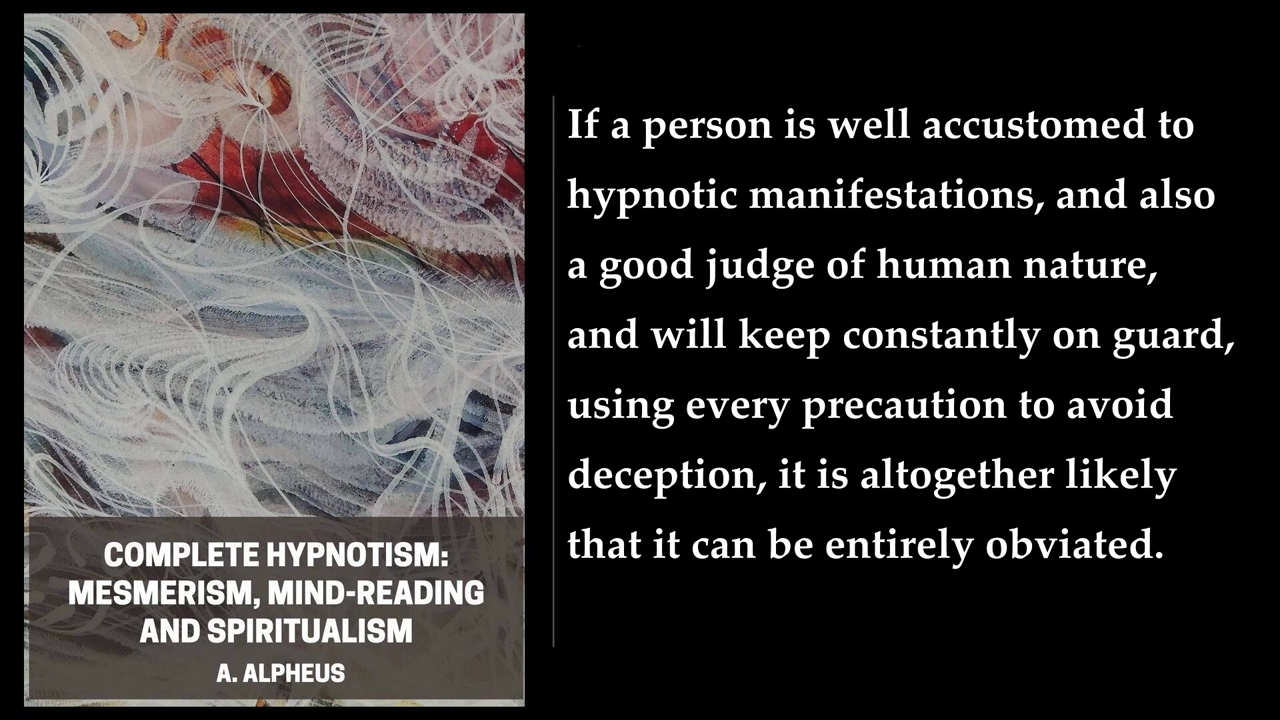 COMPLETE HYPNOTISM:
MESMERISM, MIND-READING
AND SPIRITUALISM
A. ALPHEUS
If a person is well accustomed to
hypnotic manifestations, and also
a good judge of human nature,
and will keep constantly on guard,
using every precaution to avoid
deception, it is altogether likely
that it can be entirely obviated.